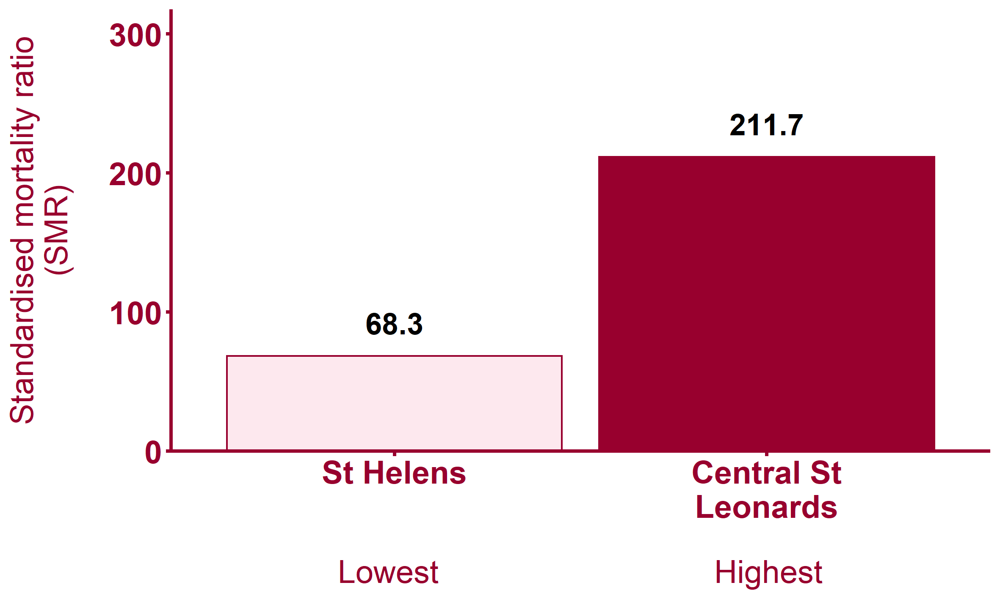 Standardised mortality ratio
(SMR)
300
200
100
0
68.3
211.7
St Helens
Central St
Leonards
Lowest
Highest